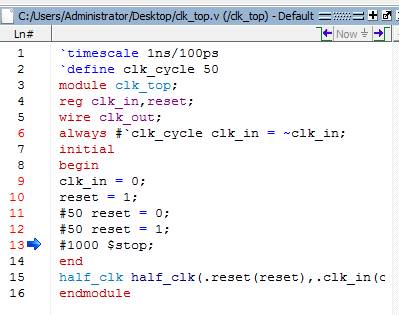 C:/Users/Administrator/Desktop/clk_top.v (/clk_top) - Default
Ln#
Now
1 `timescale 1ns/100ps
2 `define clk_cycle 50
3 module clk_top;
4 reg clk_in,reset;
5 wire clk_out;
6 always #`clk_cycle clk_in = ~clk_in;
7 initial
8 begin
9 clk_in = 0;
10 reset = 1;
11 #50 reset = 0;
12 #50 reset = 1;
13 #1000 $stop;
14 end
15 half_clk half_clk(.reset(reset),.clk_in(c
16 endmodule